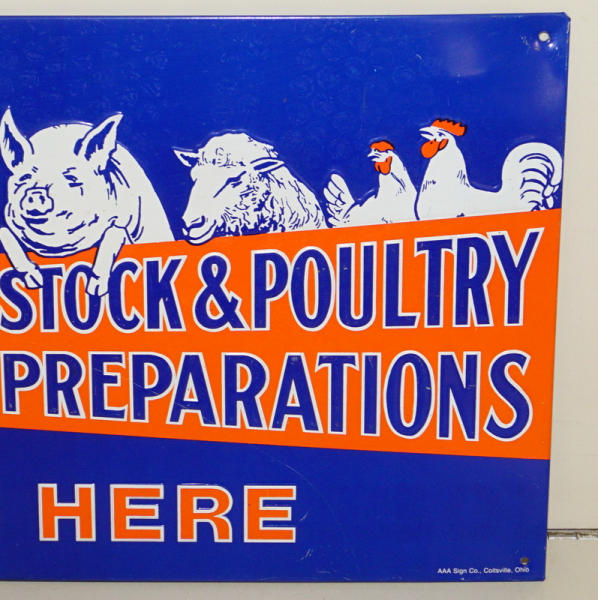 STOCK & POULTRY
PREPARATIONS
HERE
AAA Sign Co., Coitsville, Ohio